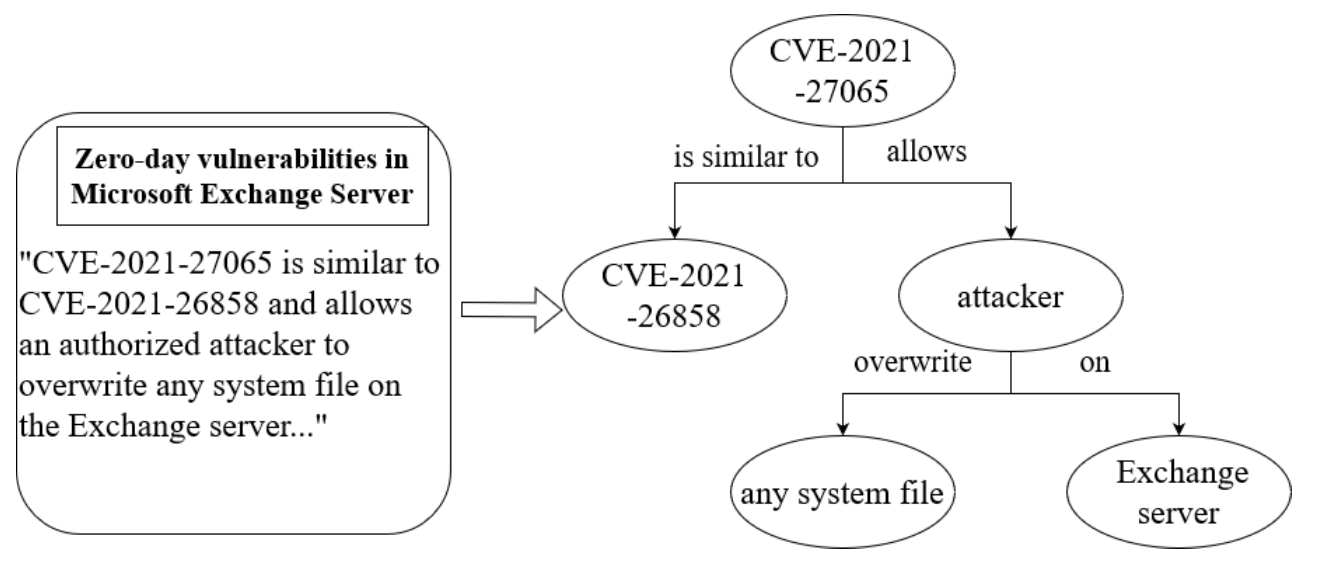 Zero-day vulnerabilities in
Microsoft Exchange Server
"CVE-2021-27065 is similar to
CVE-2021-26858 and allows
an authorized attacker to
overwrite any system file on
the Exchange server..."
CVE-2021
-27065
is similar to
allows
CVE-2021
-26858
attacker
overwrite
on
any system file
Exchange
server